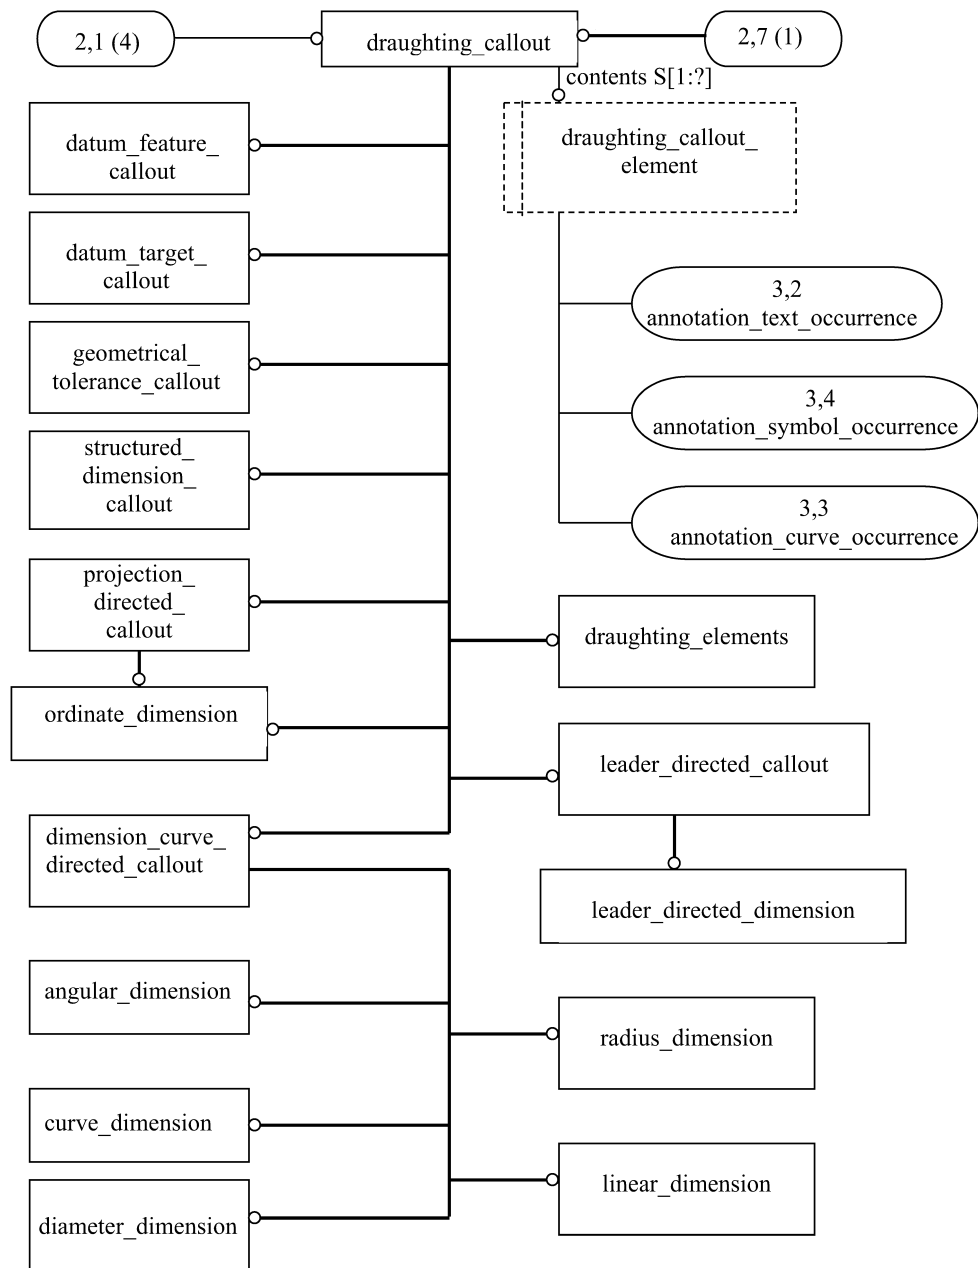 2,1 (4)
draughting_callout
2,7 (1)
contents S[1:?]
datum_feature_
callout
draughting_callout_
element
datum_target_
callout
3,2
annotation_text_occurrence
geometrical_
tolerance_callout
3,4
annotation_symbol_occurrence
structured_
dimension_
callout
3,3
annotation_curve_occurrence
projection_
directed_
callout
draughting_elements
ordinate_dimension
leader_directed_callout
dimension_curve_
directed_callout
leader_directed_dimension
angular_dimension
radius_dimension
curve_dimension
linear_dimension
diameter_dimension